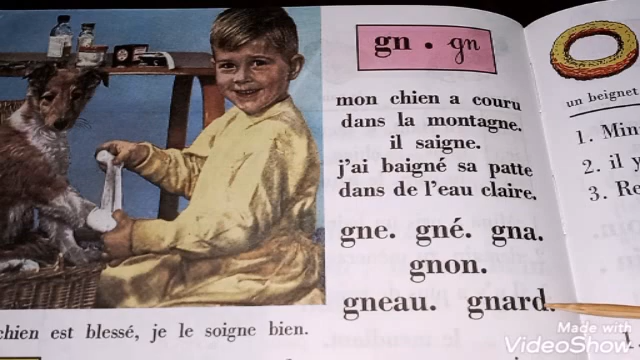 gn . gn
mon chien a couru
dans la montagne.
il saigne.
j'ai baigné sa patte
dans de l'eau claire.
gne. gné. gna.
gnon.
gneau. gnard.
chien est blessé, je le soigne bien.
un beignet
1.
2. il y
3.
Made with
VideoShow